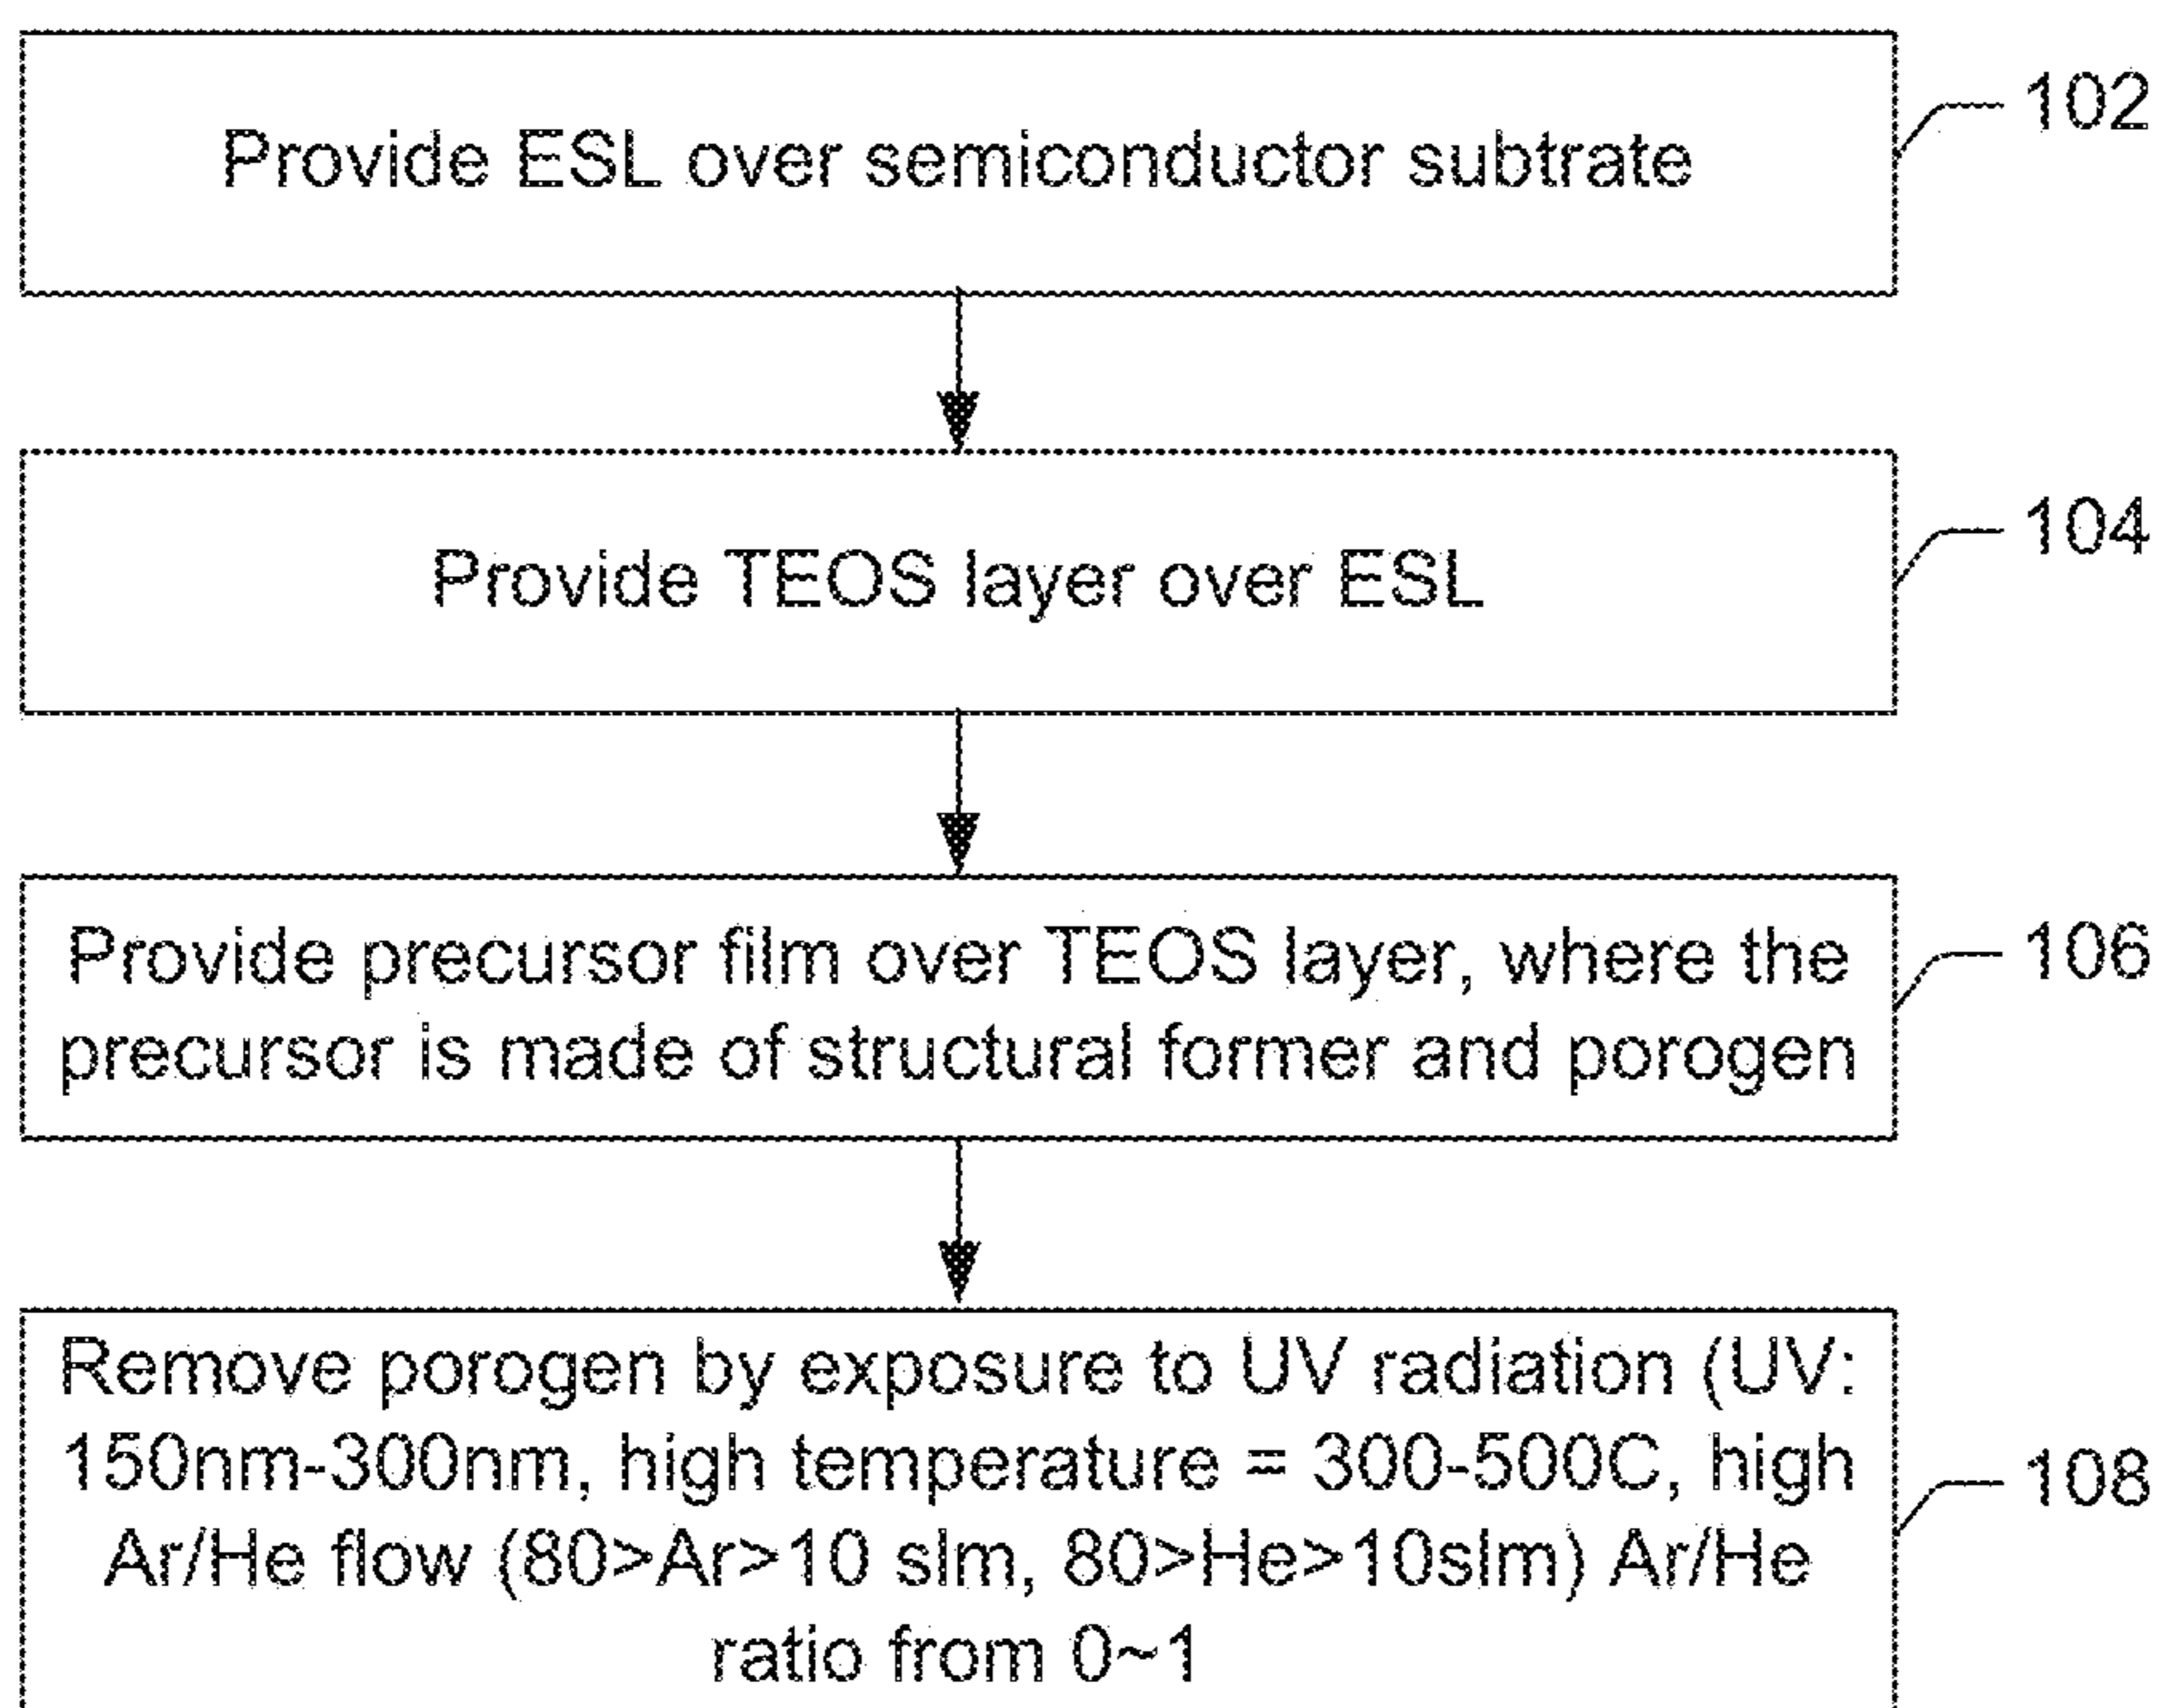 Provide ESL over semiconductor subtrate
102
Provide TEOS layer over ESL
104
Provide precursor film over TEOS layer, where the
precursor is made of structural former and porogen
106
Remove porogen by exposure to UV radiation (UV:
150nm-300nm, high temperature = 300-500C, high
Ar/He flow (80>Ar>10 slm, 80>He>10slm) Ar/He
ratio from 0~1
108